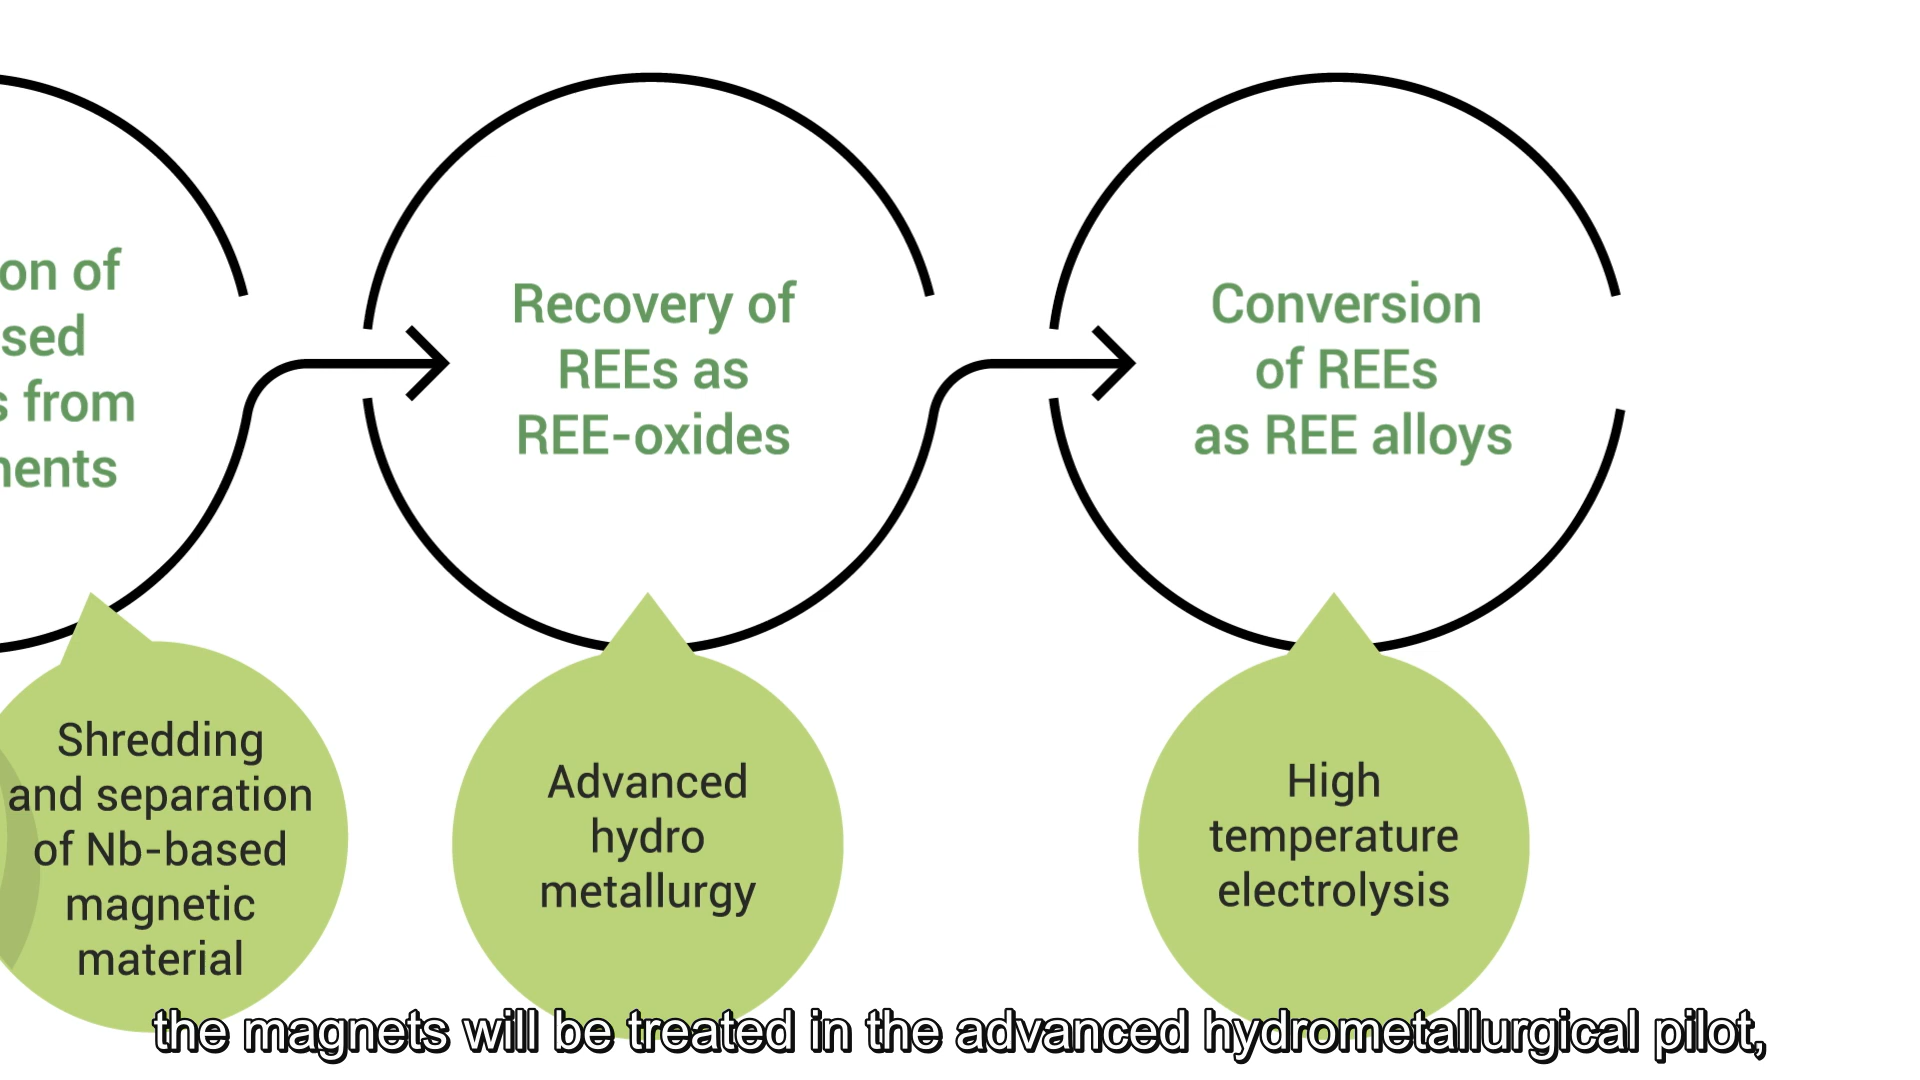 on of
sed
from
Recovery of
REEs as
REE-oxides
Conversion
of REEs
as REE alloys
Shredding
and separation
of Nb-based
magnetic
material
Advanced
hydro
metallurgy
High
temperature
electrolysis
the magnets will be treated in the advanced hydrometallurgical pilot,